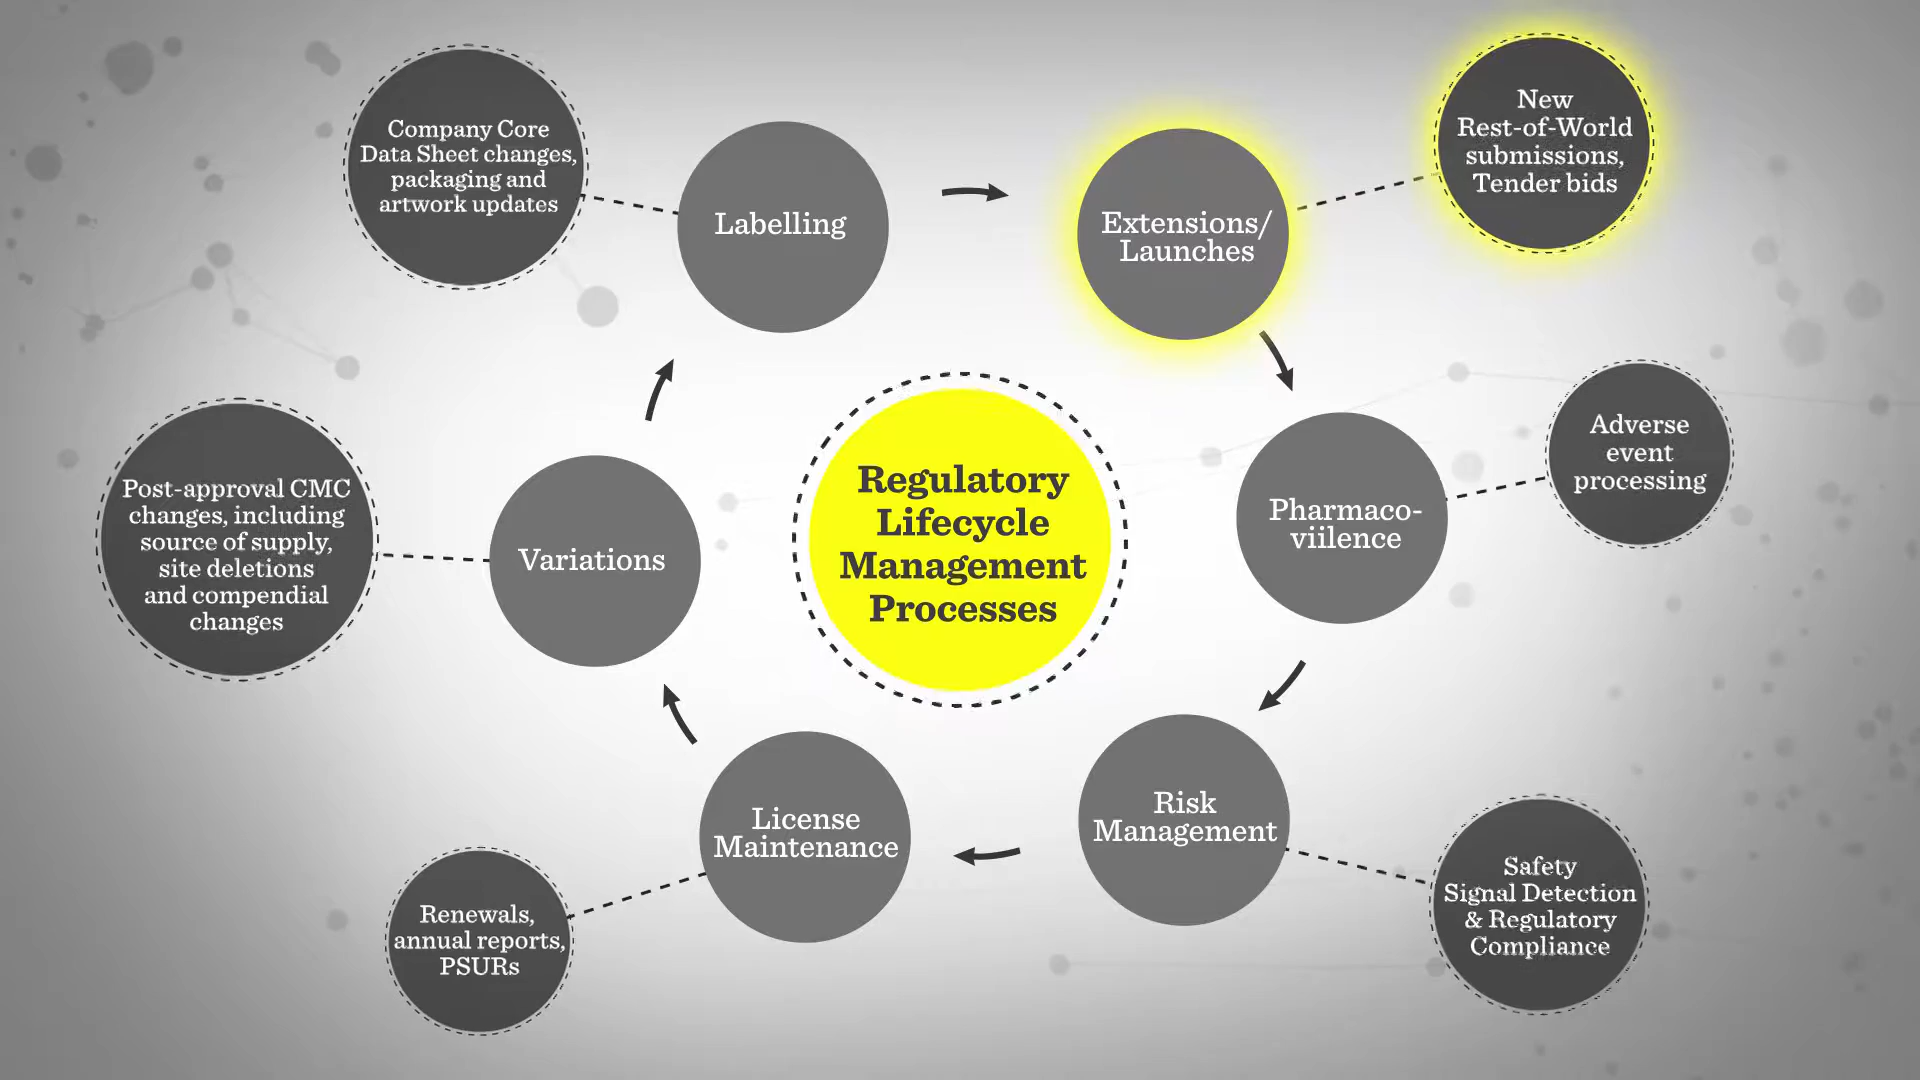 Company Core
Data Sheet changes,
packaging and
artwork updates
Labelling
Extensions/
Launches
New
Rest-of-World
submissions,
Tender bids
Adverse
event
processing
Pharmaco-
viilence
Regulatory
Lifecycle
Management
Processes
Variations
Post-approval CMC
changes, including
source of supply,
site deletions
and compendial
changes
License
Maintenance
Renewals,
annual reports,
PSURs
Risk
Management
Safety
Signal Detection
& Regulatory
Compliance